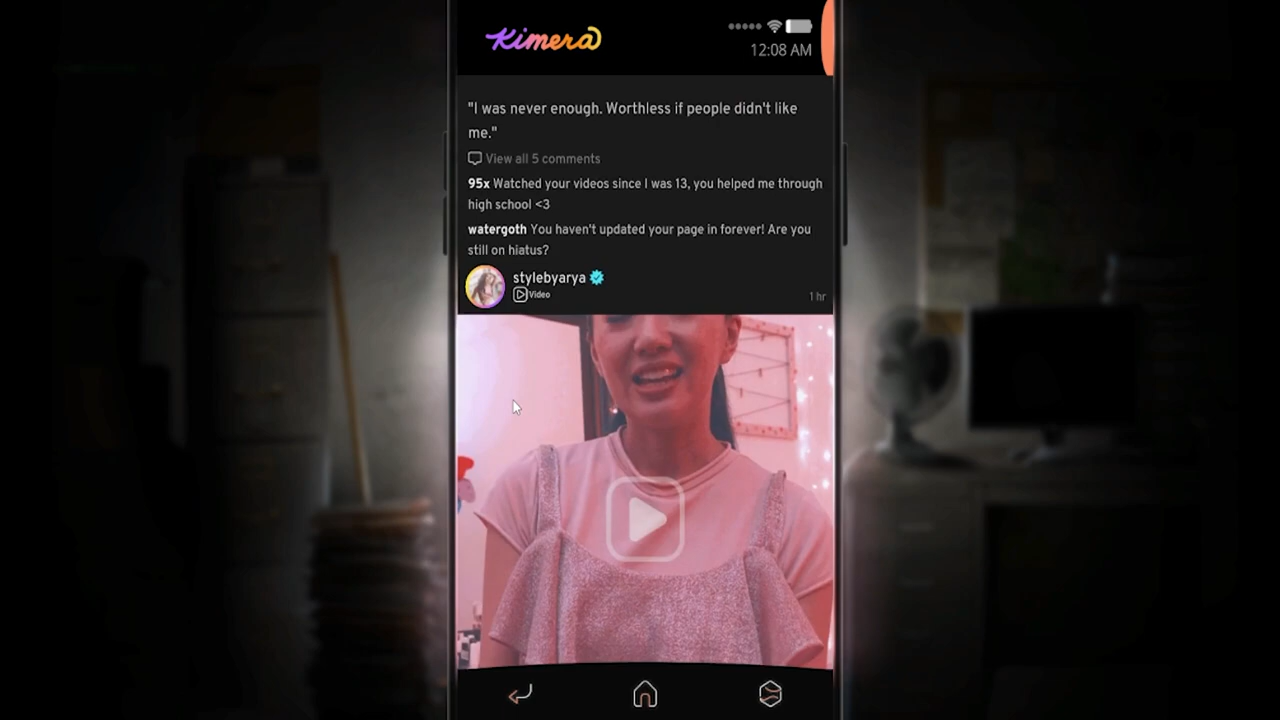 Kimera
12:08 AM
"I was never enough. Worthless if people didn't like
me."
View all 5 comments
95x Watched your videos since I was 13, you helped me through
high school <3
watergoth You haven't updated your page in forever! Are you
still on hiatus?
stylebyarya
Video
1 hr